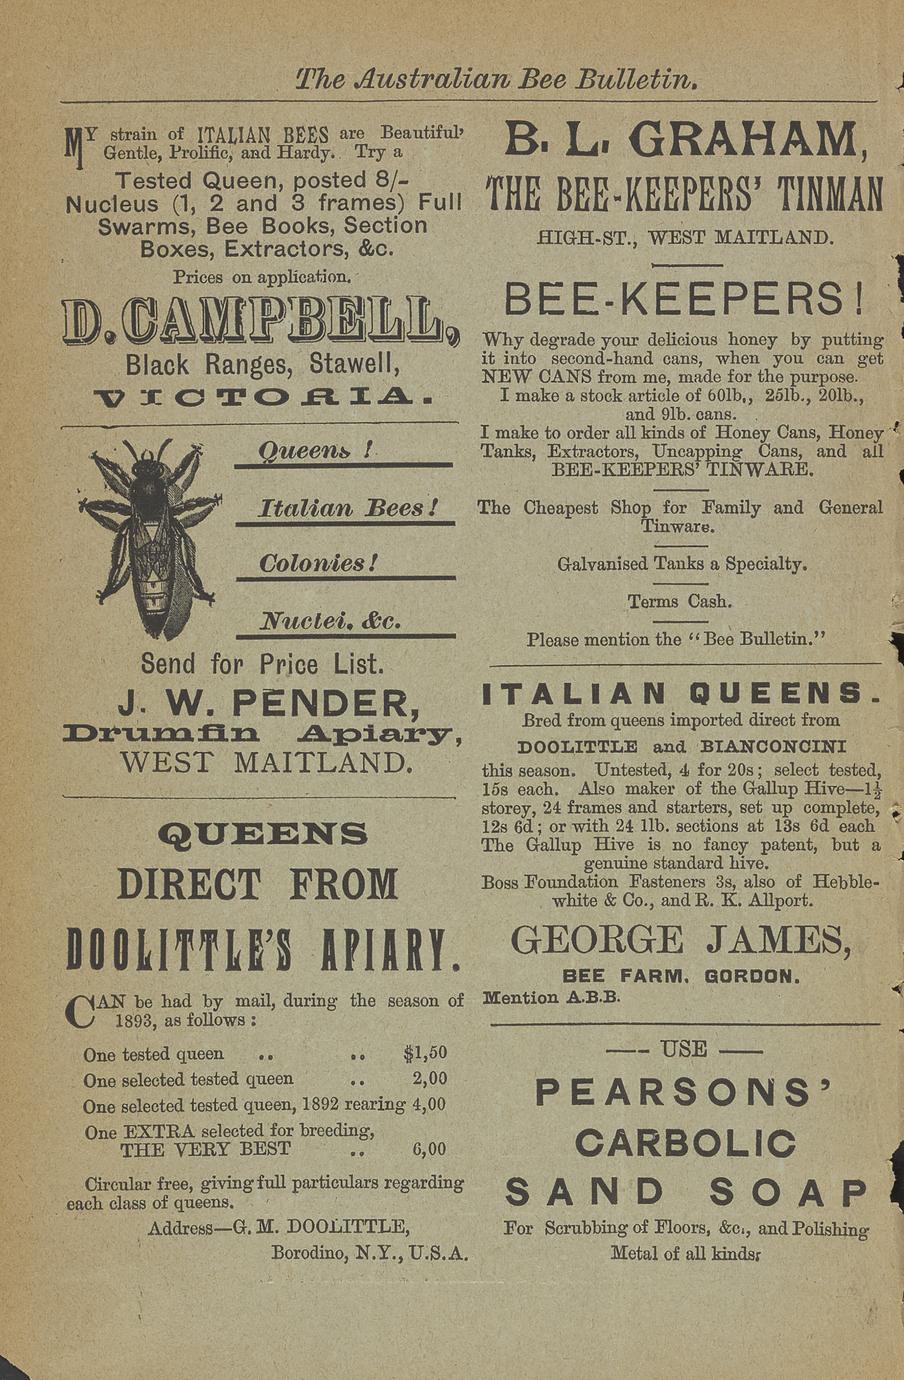 The Australian Bee Bulletin.
MY strain of ITALIAN BEES are Beautiful'
Gentle, Prolific, and Hardy. Try a
Tested Queen, posted 8/-
Nucleus (1, 2 and 3 frames) Full
Swarms, Bee Books, Section
Boxes, Extractors, &c.
Prices on application.
D. CAMPBELL,
Black Ranges, Stawell,
VICTORIA.
Queens !
Italian Bees!
Colonies!
Nuclei. &c.
Send for Price List.
J. W. PENDER,
Drumfin Apiary,
WEST MAITLAND.
QUEENS
DIRECT FROM
DOOLITTLE'S APIARY.
CAN be had by mail, during the season of
1893, as follows :
One tested queen .. .. $1,50
One selected tested queen .. 2,00
One selected tested queen, 1892 rearing 4,00
One EXTRA selected for breeding,
THE VERY BEST .. 6,00
Circular free, giving full particulars regarding
each class of queens.
Address—G. M. DOOLITTLE,
Borodino, N.Y., U.S.A.
B. L. GRAHAM,
THE BEE-KEEPERS' TINMAN
HIGH-ST., WEST MAITLAND.
BEE-KEEPERS!
Why degrade your delicious honey by putting
it into second-hand cans, when you can get
NEW CANS from me, made for the purpose.
I make a stock article of 60lb., 25lb., 20lb.,
and 9lb. cans.
I make to order all kinds of Honey Cans, Honey
Tanks, Extractors, Uncapping Cans, and all
BEE-KEEPERS' TINWARE.
The Cheapest Shop for Family and General
Tinware.
Galvanised Tanks a Specialty.
Terms Cash.
Please mention the "Bee Bulletin."
ITALIAN QUEENS.
Bred from queens imported direct from
DOOLITTLE and BIANCONCINI
this season. Untested, 4 for 20s; select tested,
15s each. Also maker of the Gallup Hive—1½
storey, 24 frames and starters, set up complete,
12s 6d; or with 24 1lb. sections at 13s 6d each
The Gallup Hive is no fancy patent, but a
genuine standard hive.
Boss Foundation Fasteners 3s, also of Hebble-
white & Co., and R. K. Allport.
GEORGE JAMES,
BEE FARM. GORDON.
Mention A.B.B.
— USE —
PEARSONS'
CARBOLIC
SAND SOAP
For Scrubbing of Floors, &c., and Polishing
Metal of all kinds;